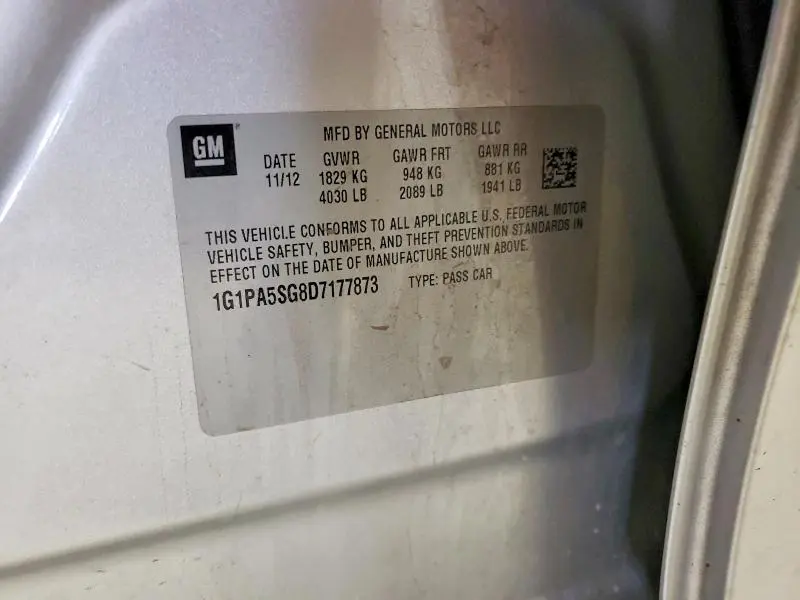 GM
MFD BY GENERAL MOTORS LLC
DATE GVWR GAWR FRT GAWR RR
11/12 1829 KG 948 KG 881 KG
4030 LB 2089 LB 1941 LB
THIS VEHICLE CONFORMS TO ALL APPLICABLE U.S. FEDERAL MOTOR
VEHICLE SAFETY, BUMPER, AND THEFT PREVENTION STANDARDS IN
EFFECT ON THE DATE OF MANUFACTURE SHOWN ABOVE.
1G1PA5SG8D7177873 TYPE: PASS CAR